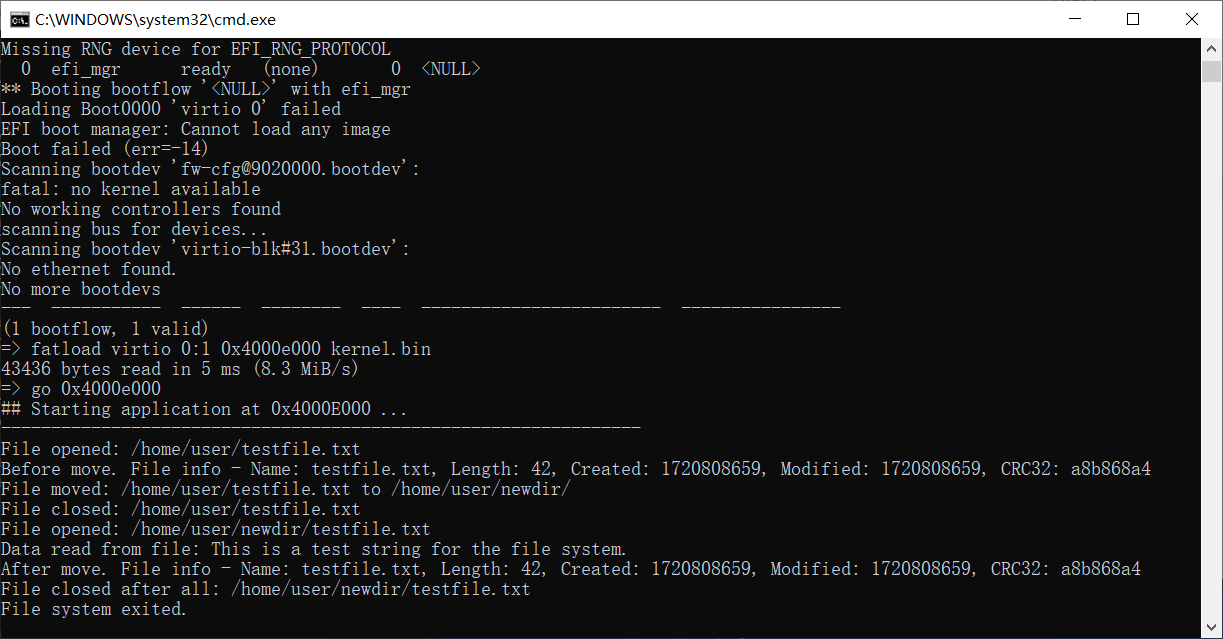 C:\WINDOWS\system32\cmd.exe
Missing RNG device for EFI_RNG_PROTOCOL
  0  efi_mgr      ready   (none)       0  <NULL>
** Booting bootflow '<NULL>' with efi_mgr
Loading Boot0000 'virtio 0' failed
EFI boot manager: Cannot load any image
Boot failed (err=-14)
Scanning bootdev 'fw-cfg@9020000.bootdev':
fatal: no kernel available
No working controllers found
scanning bus for devices...
Scanning bootdev 'virtio-blk#31.bootdev':
No ethernet found.
No more bootdevs
---  -----------  ------  --------  ----  ------------------------  ----------------
(1 bootflow, 1 valid)
=> fatload virtio 0:1 0x4000e000 kernel.bin
43436 bytes read in 5 ms (8.3 MiB/s)
=> go 0x4000e000
## Starting application at 0x4000E000 ...
----------------------------------------------------------------
File opened: /home/user/testfile.txt
Before move. File info - Name: testfile.txt, Length: 42, Created: 1720808659, Modified: 1720808659, CRC32: a8b868a4
File moved: /home/user/testfile.txt to /home/user/newdir/
File closed: /home/user/testfile.txt
File opened: /home/user/newdir/testfile.txt
Data read from file: This is a test string for the file system.
After move. File info - Name: testfile.txt, Length: 42, Created: 1720808659, Modified: 1720808659, CRC32: a8b868a4
File closed after all: /home/user/newdir/testfile.txt
File system exited.